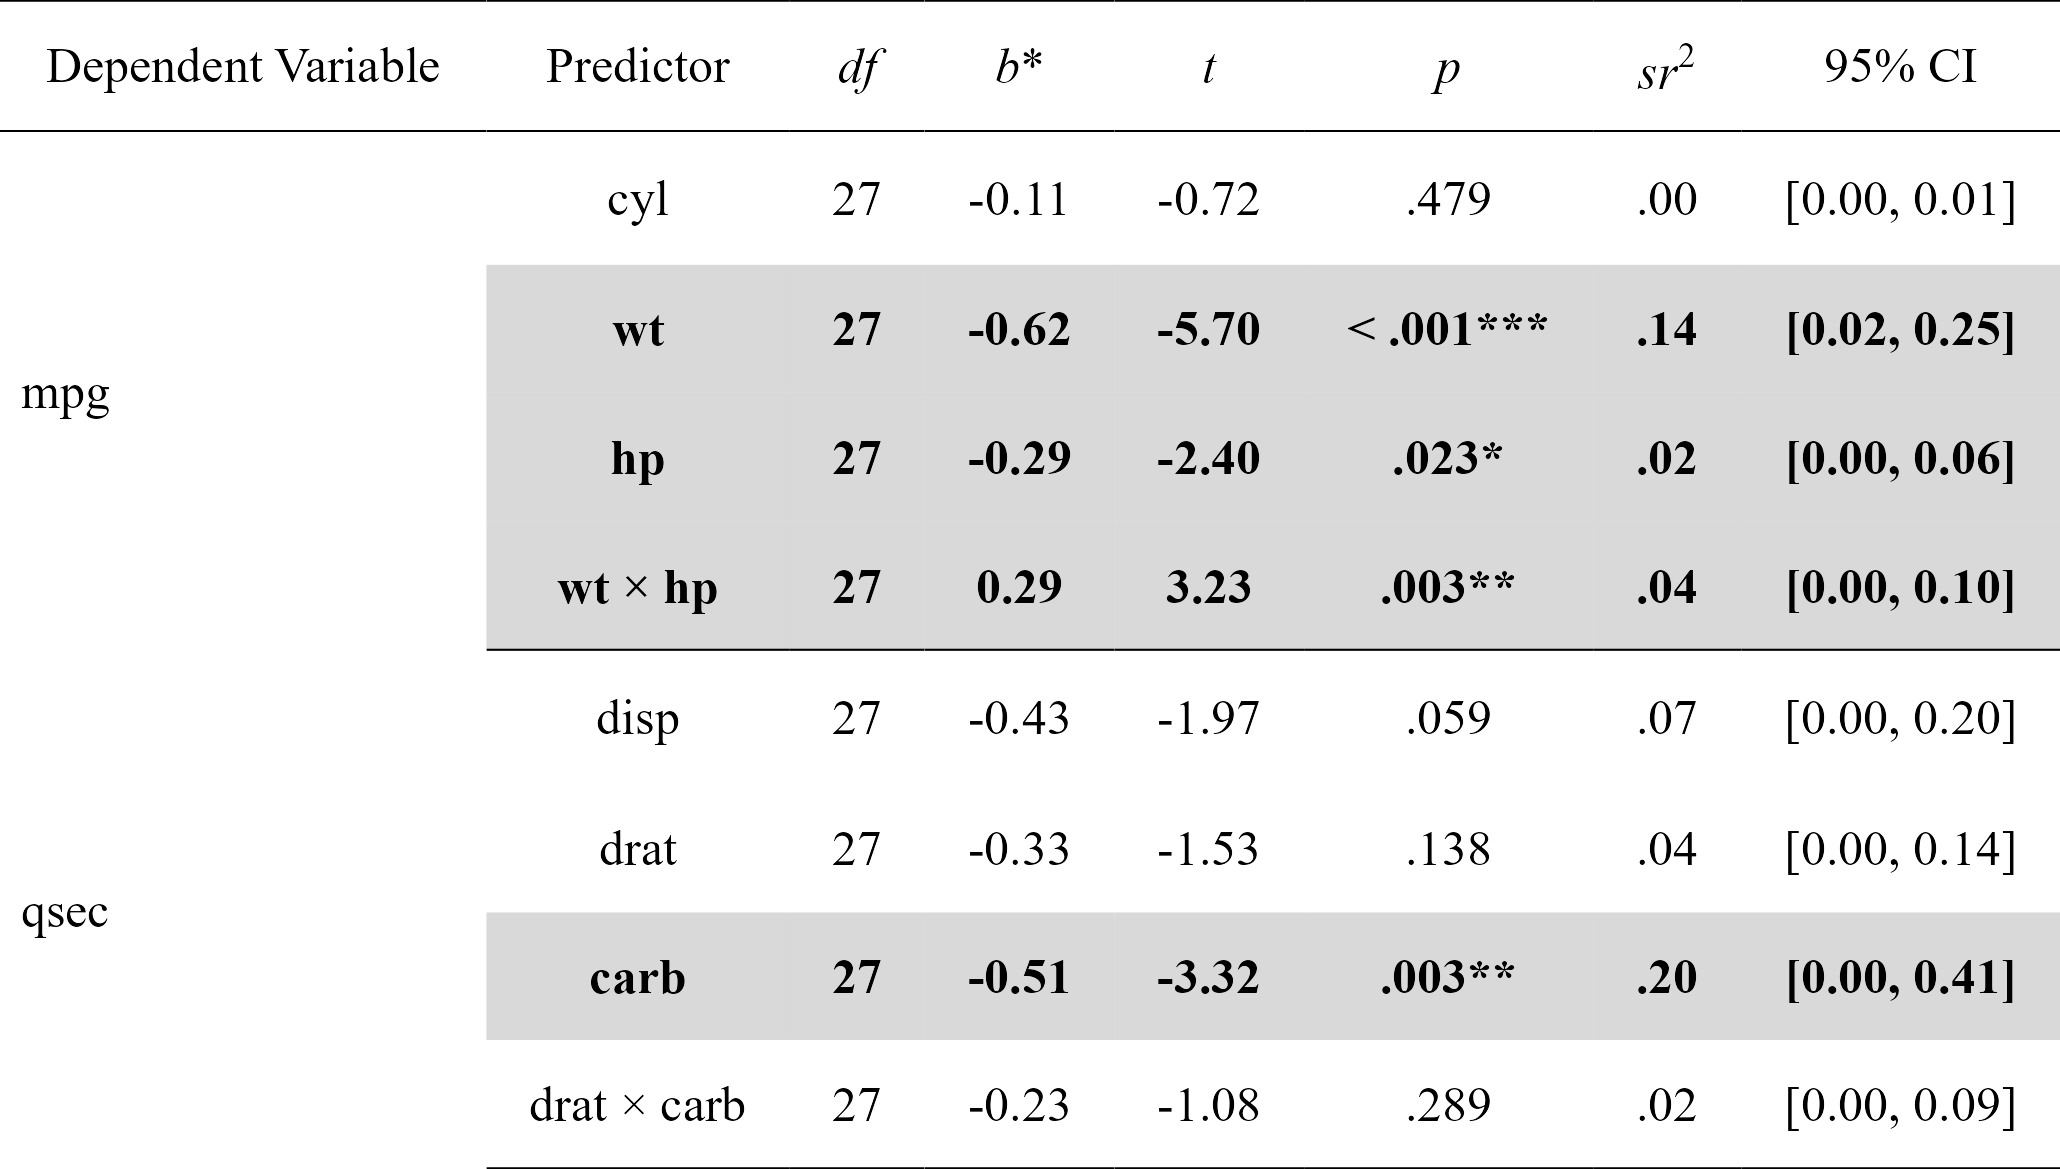 Dependent Variable Predictor df b* t p sr² 95% CI
cyl 27 -0.11 -0.72 .479 .00 [0.00, 0.01]
wt 27 -0.62 -5.70 < .001*** .14 [0.02, 0.25]
mpg
hp 27 -0.29 -2.40 .023* .02 [0.00, 0.06]
wt × hp 27 0.29 3.23 .003** .04 [0.00, 0.10]
disp 27 -0.43 -1.97 .059 .07 [0.00, 0.20]
drat 27 -0.33 -1.53 .138 .04 [0.00, 0.14]
qsec
carb 27 -0.51 -3.32 .003** .20 [0.00, 0.41]
drat × carb 27 -0.23 -1.08 .289 .02 [0.00, 0.09]